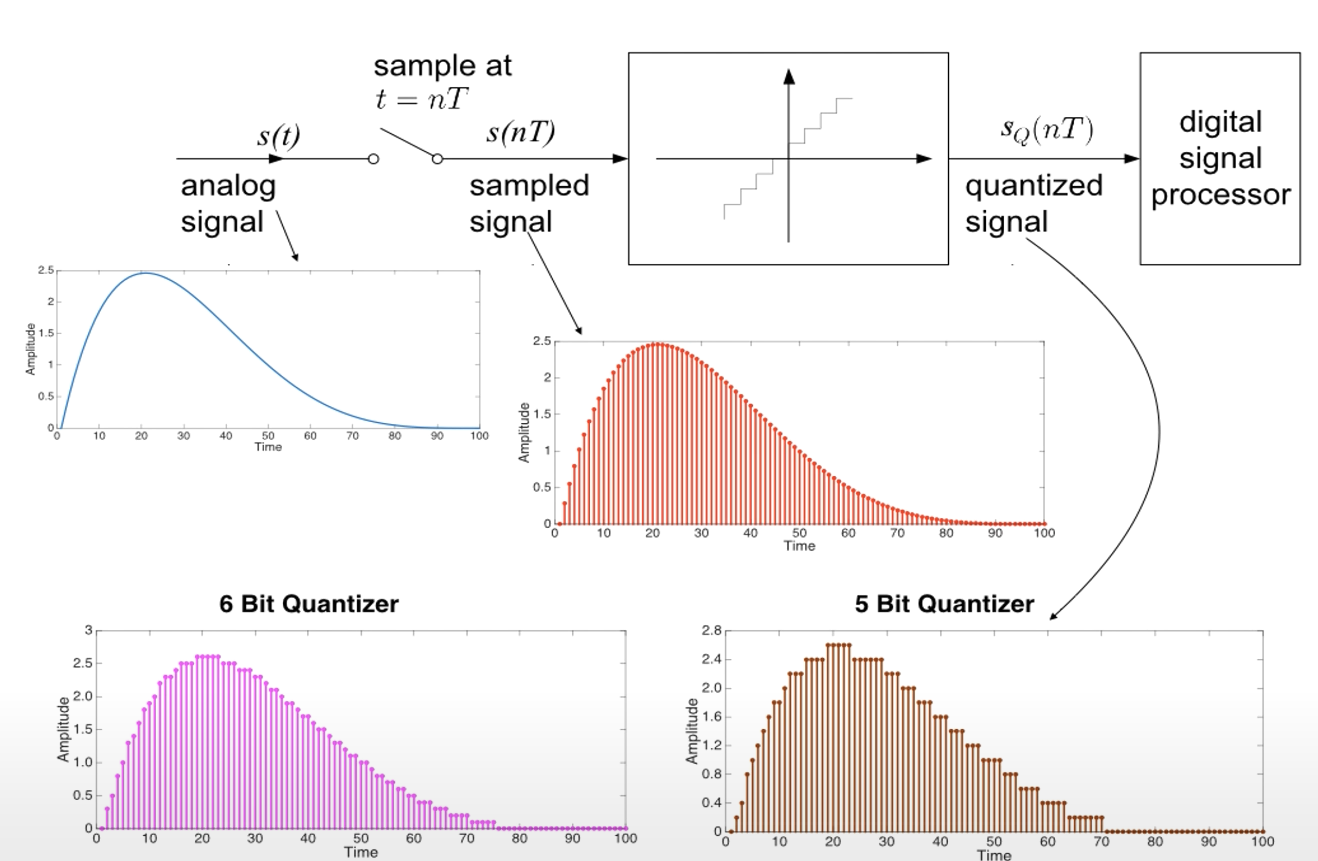 sample at
t = nT
s(t)
s(nT)
s_Q(nT)
digital
signal
processor
analog
signal
sampled
signal
quantized
signal
2.5
2
1.5
1
0.5
0
Amplitude
0 10 20 30 40 50 60 70 80 90 100
Time
2.5
2
1.5
1
0.5
0
Amplitude
0 10 20 30 40 50 60 70 80 90 100
Time
6 Bit Quantizer
3
2.5
2.0
1.5
1.0
0.5
0
Amplitude
0 10 20 30 40 50 60 70 80 90 100
Time
5 Bit Quantizer
2.8
2.4
2.0
1.6
1.2
0.8
0.4
0
Amplitude
0 10 20 30 40 50 60 70 80 90 100
Time